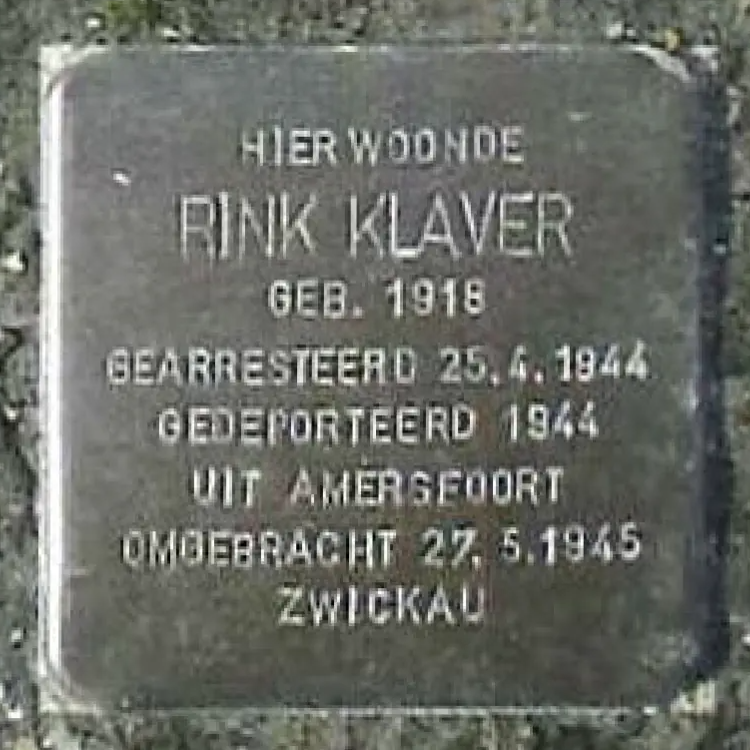 HIER WOONDE
RINK KLAVER
GEB. 1918
GEARRESTEERD 25.4.1944
GEDEPORTEERD 1944
UIT AMERSFOORT
OMGEBRACHT 27.5.1945
ZWICKAU